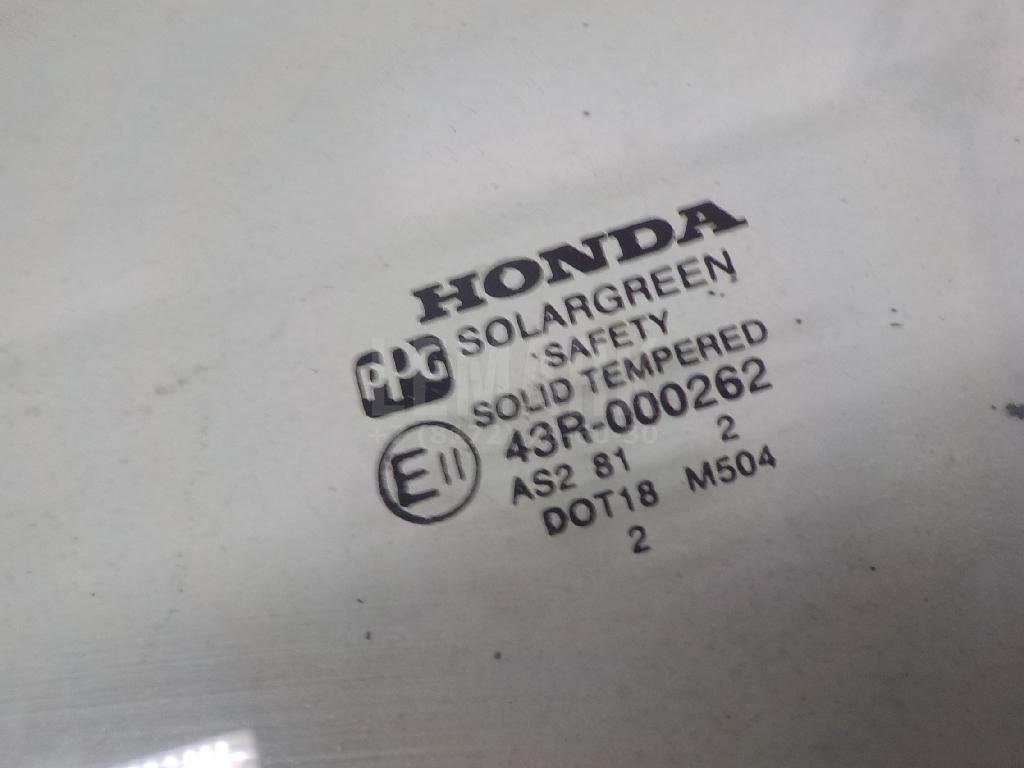 HONDA
PPG SOLARGREEN
SAFETY
SOLID TEMPERED
E11 43R-000262
AS2 81 2
DOT18 M504
2